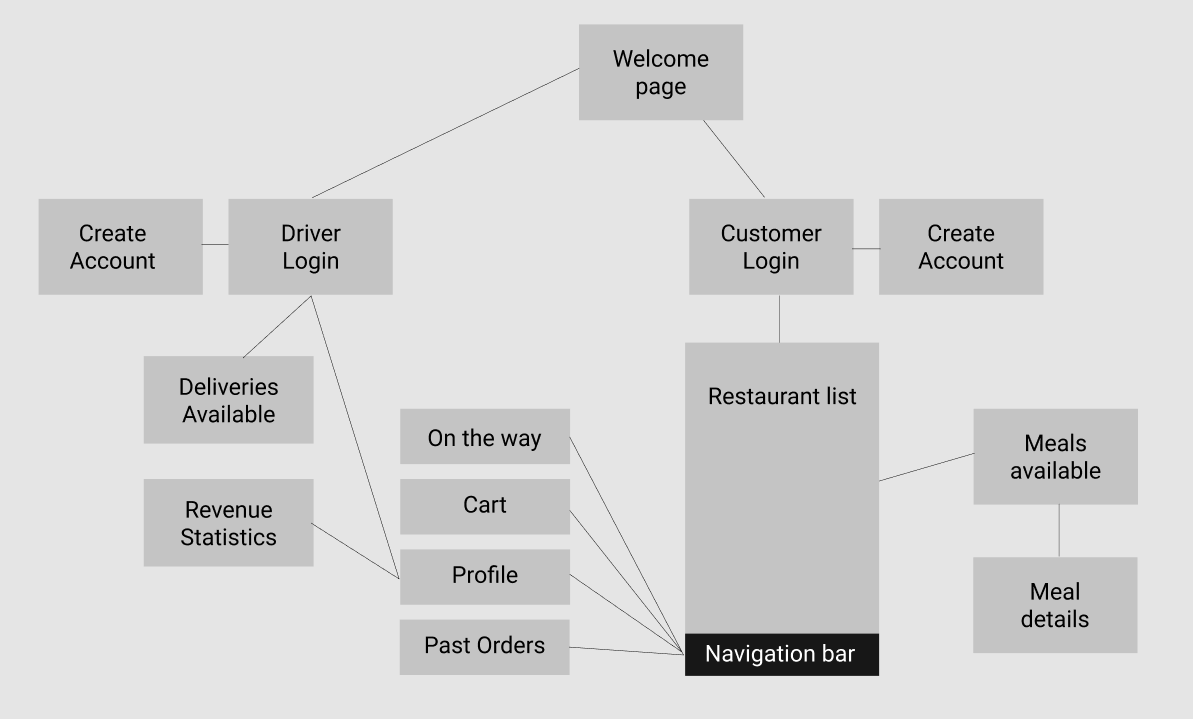 Welcome
page
Create
Account
Driver
Login
Customer
Login
Create
Account
Deliveries
Available
Revenue
Statistics
On the way
Cart
Profile
Past Orders
Restaurant list
Navigation bar
Meals
available
Meal
details